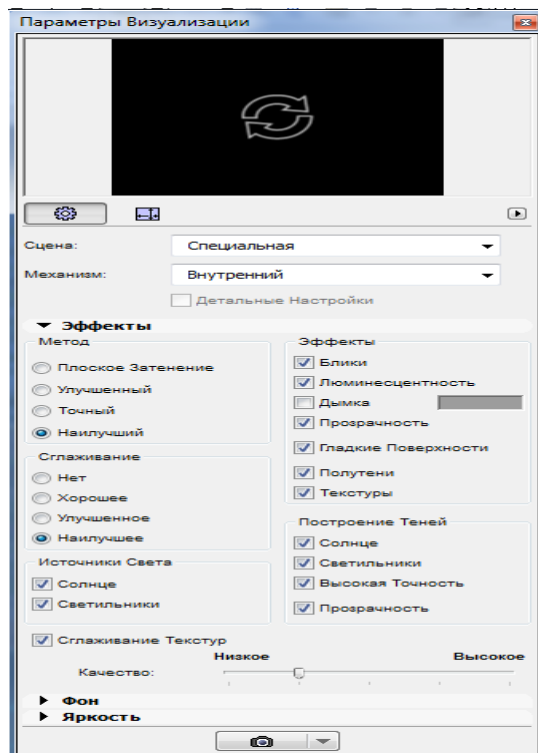 Параметры Визуализации
Сцена:
Специальная
Механизм:
Внутренний
Детальные Настройки
Эффекты
Метод
Плоское Затенение
Улучшенный
Точный
Наилучший
Сглаживание
Нет
Хорошее
Улучшенное
Наилучшее
Источники Света
Солнце
Светильники
Эффекты
Блики
Люминесцентность
Дымка
Прозрачность
Гладкие Поверхности
Полутени
Текстуры
Построение Теней
Солнце
Светильники
Высокая Точность
Прозрачность
Сглаживание Текстур
Низкое
Высокое
Качество:
Фон
Яркость